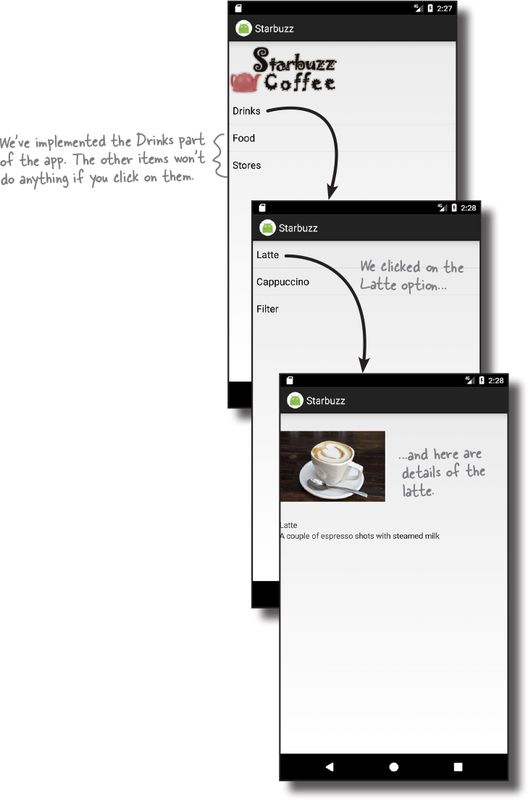 2:27
Starbuzz
Starbuzz
Coffee
Drinks
Food
Stores
We've implemented the Drinks part
of the app. The other items won't
do anything if you click on them.
2:28
Starbuzz
Latte
Cappuccino
Filter
We clicked on the
Latte option...
2:28
Starbuzz
...and here are
details of the
latte.
Latte
A couple of espresso shots with steamed milk